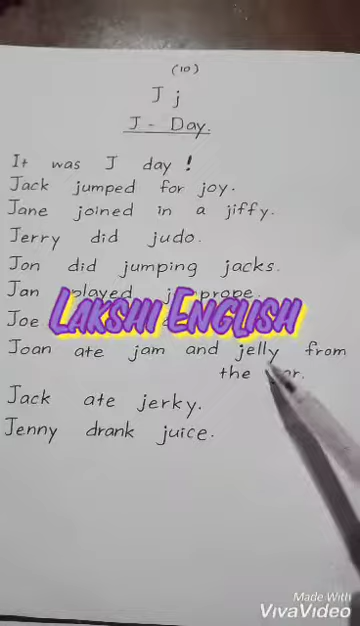 (10)
J j
J - Day.
It was J day !
Jack jumped for joy.
Jane joined in a jiffy.
Jerry did judo.
Jon did jumping jacks.
Jan played
Joe
LAKSHI ENGLISH
Joan ate jam and jelly from
the
Jack ate jerky.
Jenny drank juice.
Made With
VivaVideo